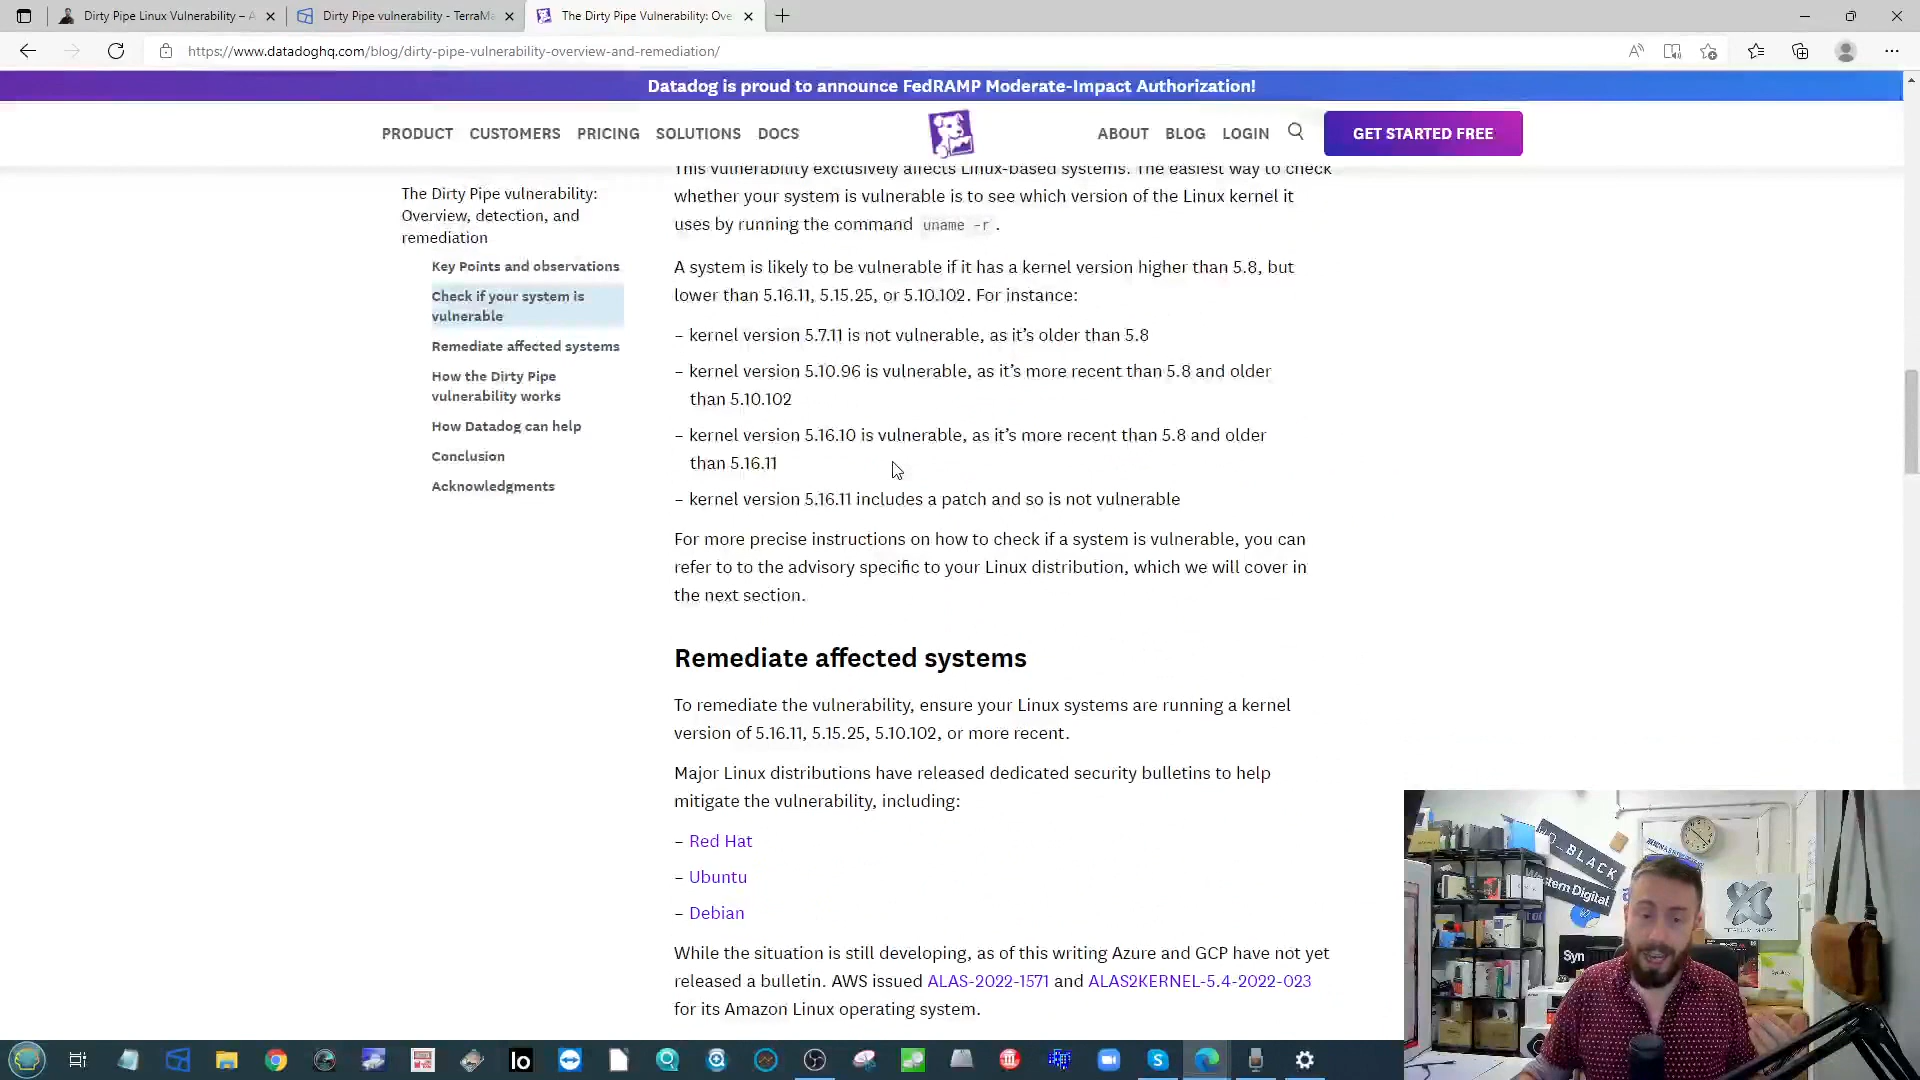 Dirty Pipe Linux Vulnerability –
Dirty Pipe vulnerability - TerraMa
The Dirty Pipe Vulnerability: Ove
https://www.datadoghq.com/blog/dirty-pipe-vulnerability-overview-and-remediation/
Datadog is proud to announce FedRAMP Moderate-Impact Authorization!
PRODUCT CUSTOMERS PRICING SOLUTIONS DOCS
ABOUT BLOG LOGIN
GET STARTED FREE
The Dirty Pipe vulnerability:
Overview, detection, and
remediation
Key Points and observations
Check if your system is
vulnerable
Remediate affected systems
How the Dirty Pipe
vulnerability works
How Datadog can help
Conclusion
Acknowledgments
This vulnerability exclusively affects Linux-based systems. The easiest way to check
whether your system is vulnerable is to see which version of the Linux kernel it
uses by running the command uname -r .
A system is likely to be vulnerable if it has a kernel version higher than 5.8, but
lower than 5.16.11, 5.15.25, or 5.10.102. For instance:
– kernel version 5.7.11 is not vulnerable, as it’s older than 5.8
– kernel version 5.10.96 is vulnerable, as it’s more recent than 5.8 and older
than 5.10.102
– kernel version 5.16.10 is vulnerable, as it’s more recent than 5.8 and older
than 5.16.11
– kernel version 5.16.11 includes a patch and so is not vulnerable
For more precise instructions on how to check if a system is vulnerable, you can
refer to to the advisory specific to your Linux distribution, which we will cover in
the next section.
Remediate affected systems
To remediate the vulnerability, ensure your Linux systems are running a kernel
version of 5.16.11, 5.15.25, 5.10.102, or more recent.
Major Linux distributions have released dedicated security bulletins to help
mitigate the vulnerability, including:
– Red Hat
– Ubuntu
– Debian
While the situation is still developing, as of this writing Azure and GCP have not yet
released a bulletin. AWS issued ALAS-2022-1571 and ALAS2KERNEL-5.4-2022-023
for its Amazon Linux operating system.
WD_BLACK
Western Digital
Syn
IO